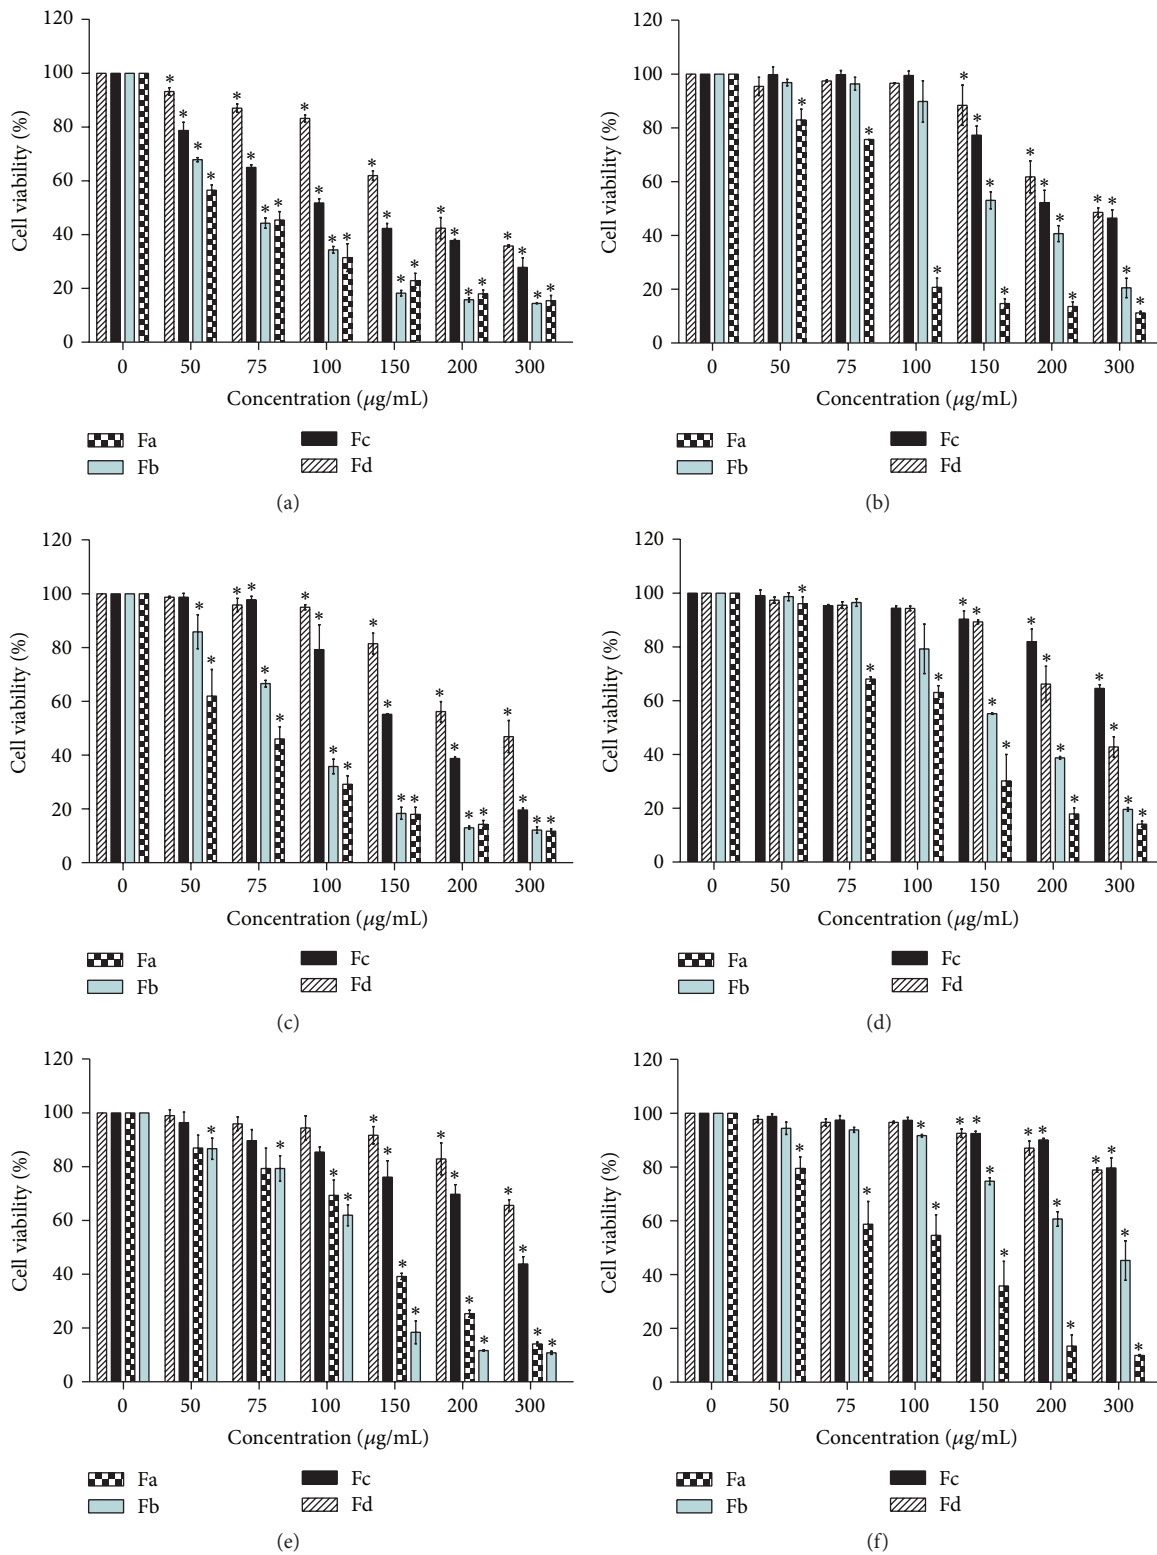 120
100
80
60
40
20
0
Cell viability (%)
* * * * * * * * * * * * * * * * * * * * * * * *
0 50 75 100 150 200 300
Concentration (μg/mL)
Fa Fc
Fb Fd
(a)
120
100
80
60
40
20
0
Cell viability (%)
* * * * * * * * * * * * * * *
0 50 75 100 150 200 300
Concentration (μg/mL)
Fa Fc
Fb Fd
(b)
120
100
80
60
40
20
0
Cell viability (%)
* * * * * * * * * * * * * * * * * * * * * *
0 50 75 100 150 200 300
Concentration (μg/mL)
Fa Fc
Fb Fd
(c)
120
100
80
60
40
20
0
Cell viability (%)
* * * * * * * * * * * * * * *
0 50 75 100 150 200 300
Concentration (μg/mL)
Fa Fc
Fb Fd
(d)
120
100
80
60
40
20
0
Cell viability (%)
* * * * * * * * * * * * * * * *
0 50 75 100 150 200 300
Concentration (μg/mL)
Fa Fc
Fb Fd
(e)
120
100
80
60
40
20
0
Cell viability (%)
* * * * * * * * * * * * * * * *
0 50 75 100 150 200 300
Concentration (μg/mL)
Fa Fc
Fb Fd
(f)